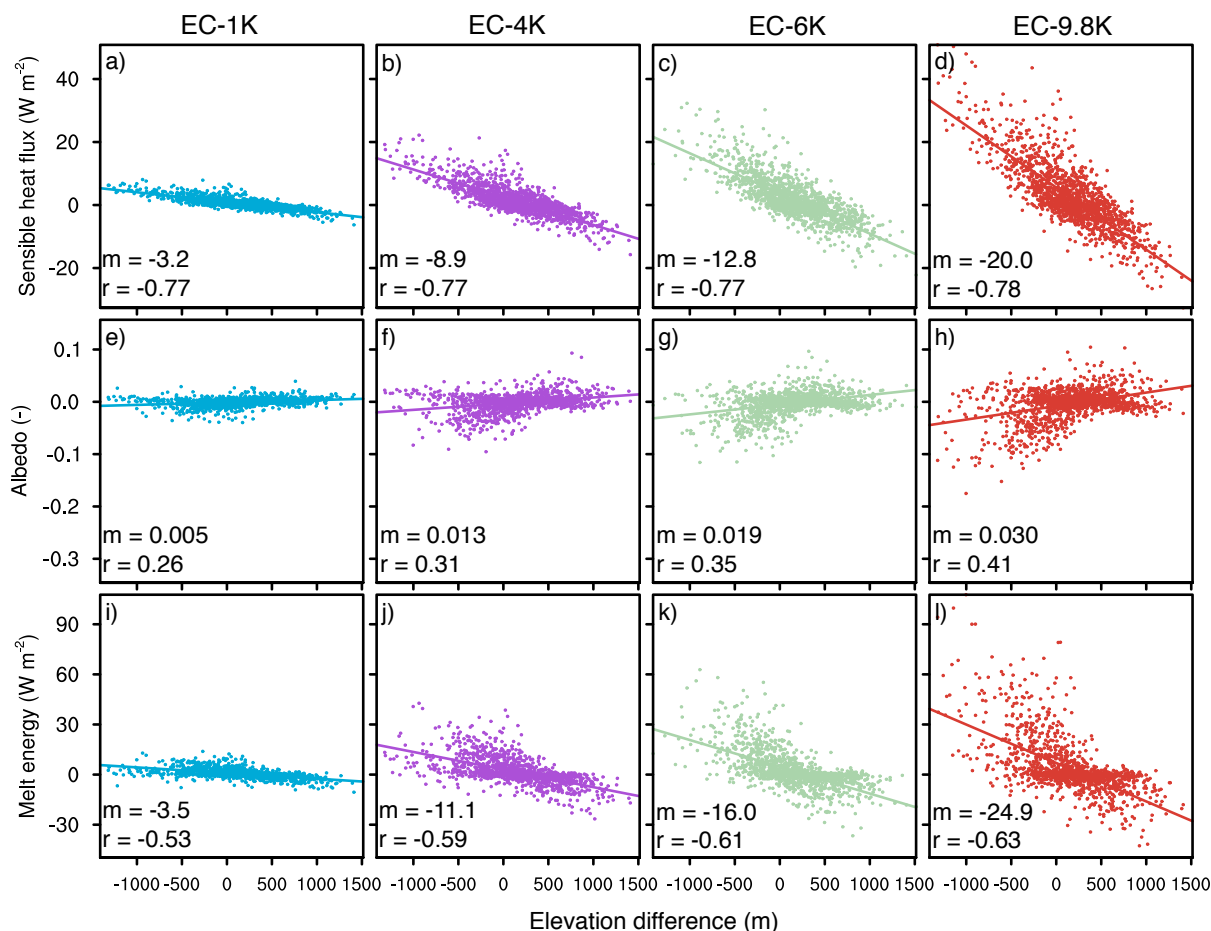 EC-1K EC-4K EC-6K EC-9.8K
Sensible heat flux (W m⁻²)
40
20
0
-20
a)
m = -3.2
r = -0.77
b)
m = -8.9
r = -0.77
c)
m = -12.8
r = -0.77
d)
m = -20.0
r = -0.78
Albedo (-)
0.1
0.0
-0.1
-0.2
-0.3
e)
m = 0.005
r = 0.26
f)
m = 0.013
r = 0.31
g)
m = 0.019
r = 0.35
h)
m = 0.030
r = 0.41
Melt energy (W m⁻²)
90
60
30
0
-30
i)
m = -3.5
r = -0.53
j)
m = -11.1
r = -0.59
k)
m = -16.0
r = -0.61
l)
m = -24.9
r = -0.63
-1000 -500 0 500 1000 1500 -1000 -500 0 500 1000 1500 -1000 -500 0 500 1000 1500 -1000 -500 0 500 1000 1500
Elevation difference (m)